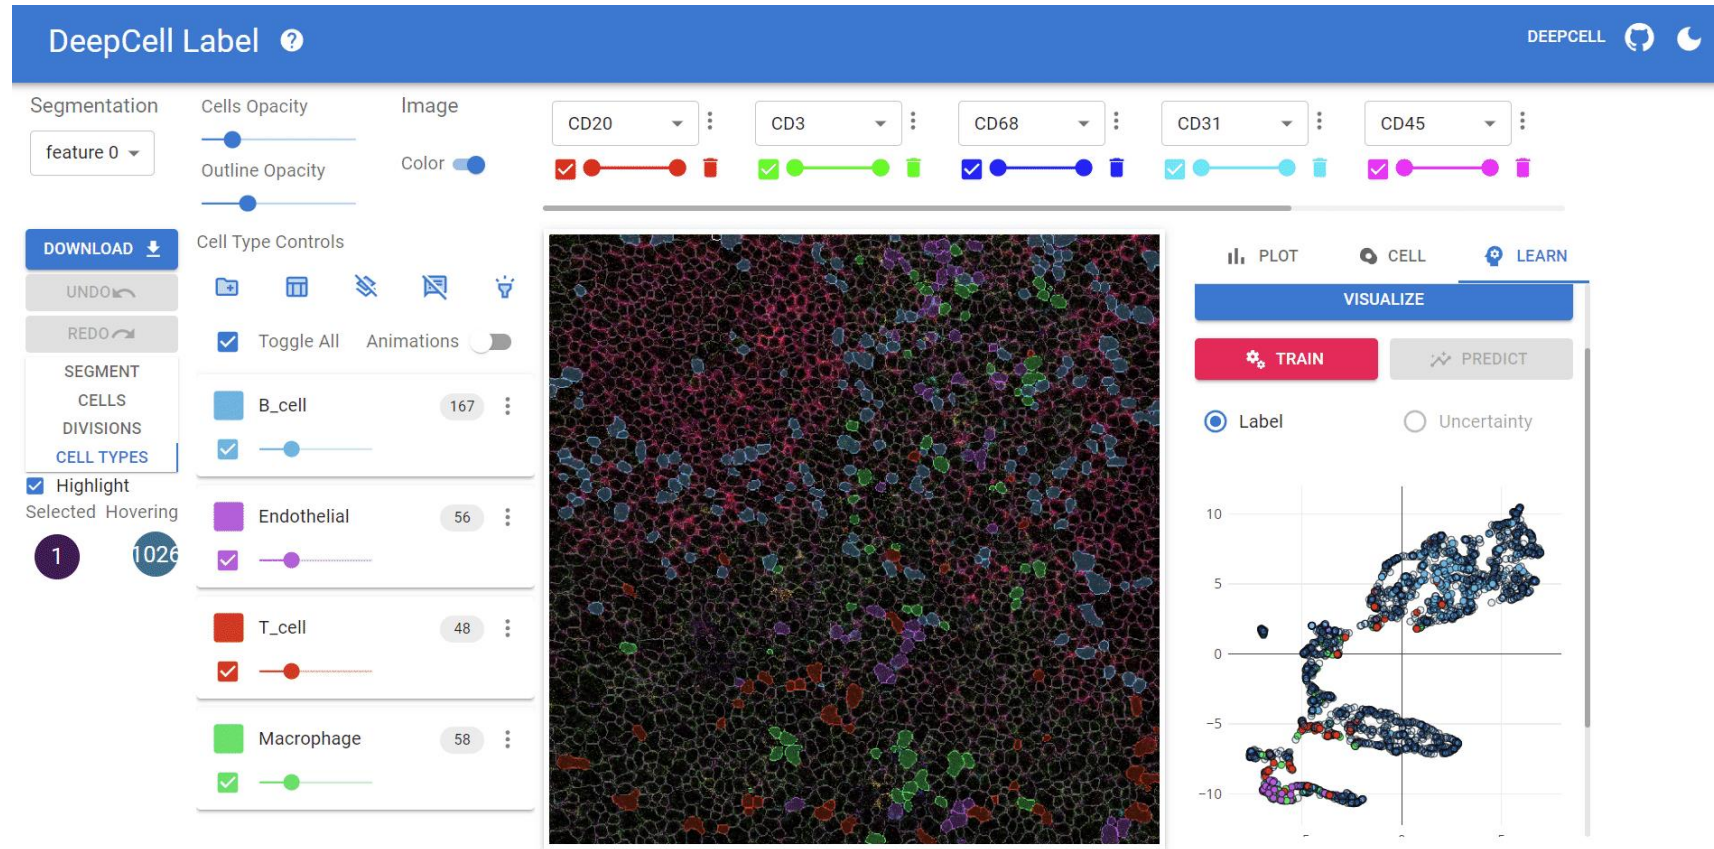 DeepCell Label ?
DEEPCELL
Segmentation
feature 0
Cells Opacity
Outline Opacity
Image
Color
CD20
CD3
CD68
CD31
CD45
DOWNLOAD
UNDO
REDO
SEGMENT
CELLS
DIVISIONS
CELL TYPES
Highlight
Selected Hovering
1 1026
Cell Type Controls
Toggle All Animations
B_cell 167
Endothelial 56
T_cell 48
Macrophage 58
PLOT CELL LEARN
VISUALIZE
TRAIN PREDICT
Label Uncertainty
10
5
0
−5
−10